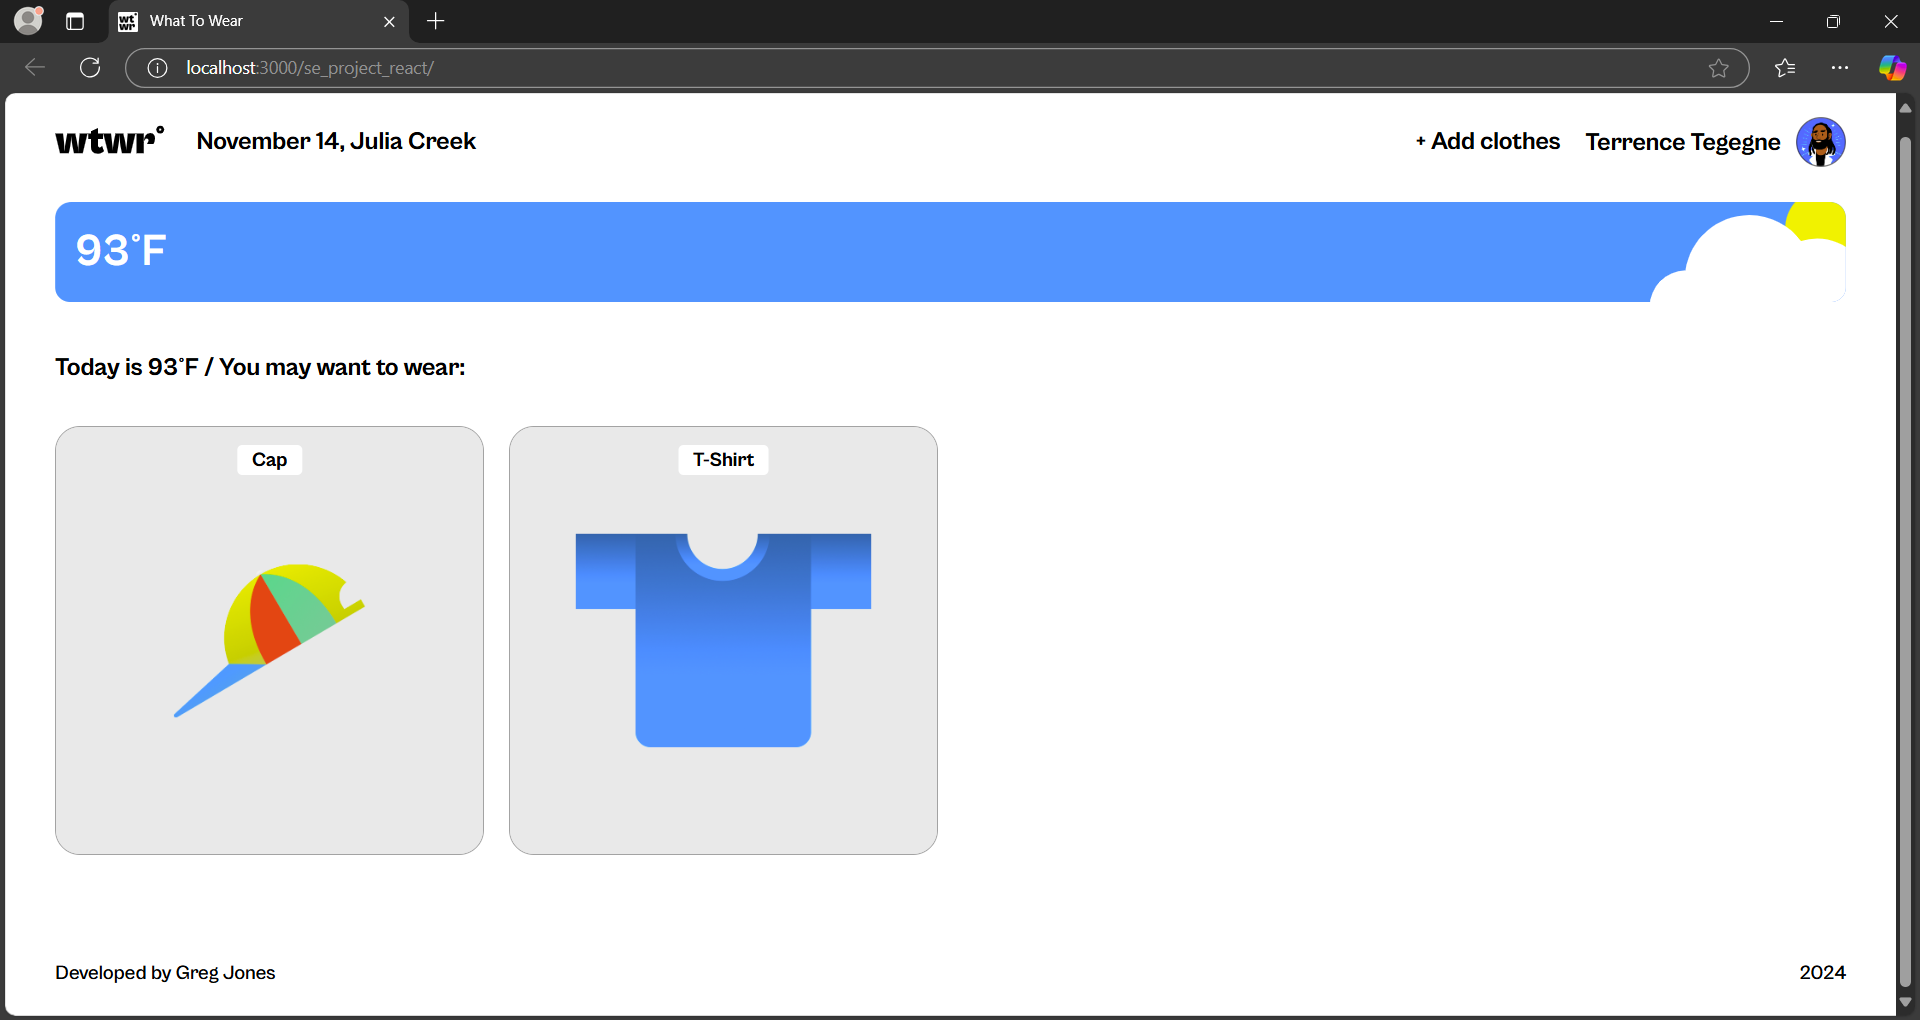 wtwr What To Wear
localhost:3000/se_project_react/
wtwr° November 14, Julia Creek + Add clothes Terrence Tegegne
93°F
Today is 93°F / You may want to wear:
Cap T-Shirt
Developed by Greg Jones 2024